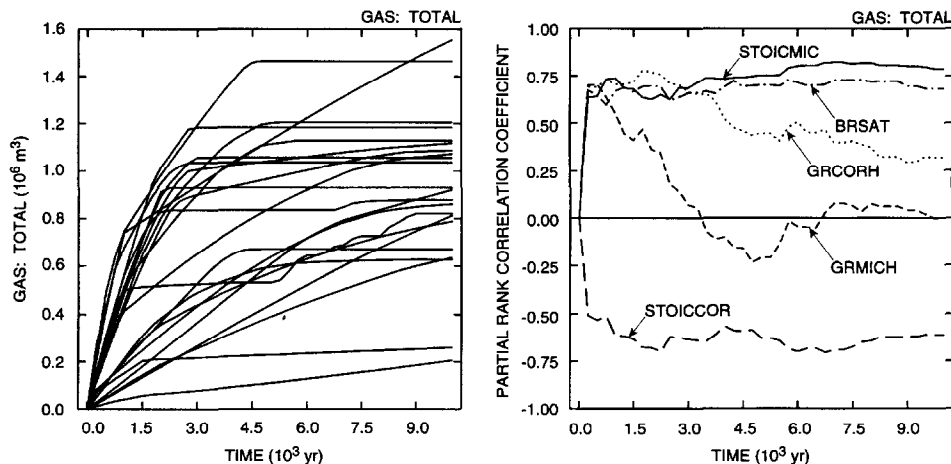 GAS: TOTAL
1.6
1.4
1.2
1.0
0.8
0.6
0.4
0.2
0.0
GAS: TOTAL (10⁶ m³)
0.0 1.5 3.0 4.5 6.0 7.5 9.0
TIME (10³ yr)
GAS: TOTAL
1.00
0.75
0.50
0.25
0.00
-0.25
-0.50
-0.75
-1.00
PARTIAL RANK CORRELATION COEFFICIENT
STOICMIC
BRSAT
GRCORH
GRMICH
STOICCOR
0.0 1.5 3.0 4.5 6.0 7.5 9.0
TIME (10³ yr)